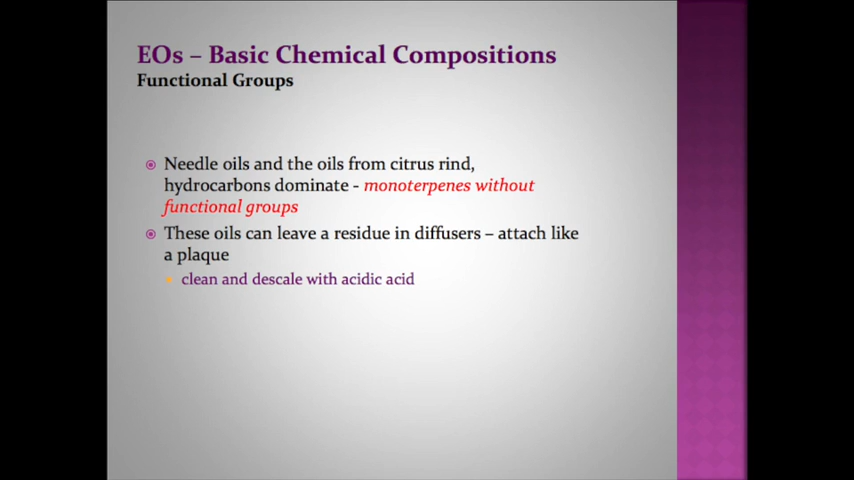 EOs – Basic Chemical Compositions
Functional Groups
Needle oils and the oils from citrus rind,
hydrocarbons dominate - monoterpenes without
functional groups
These oils can leave a residue in diffusers – attach like
a plaque
clean and descale with acidic acid